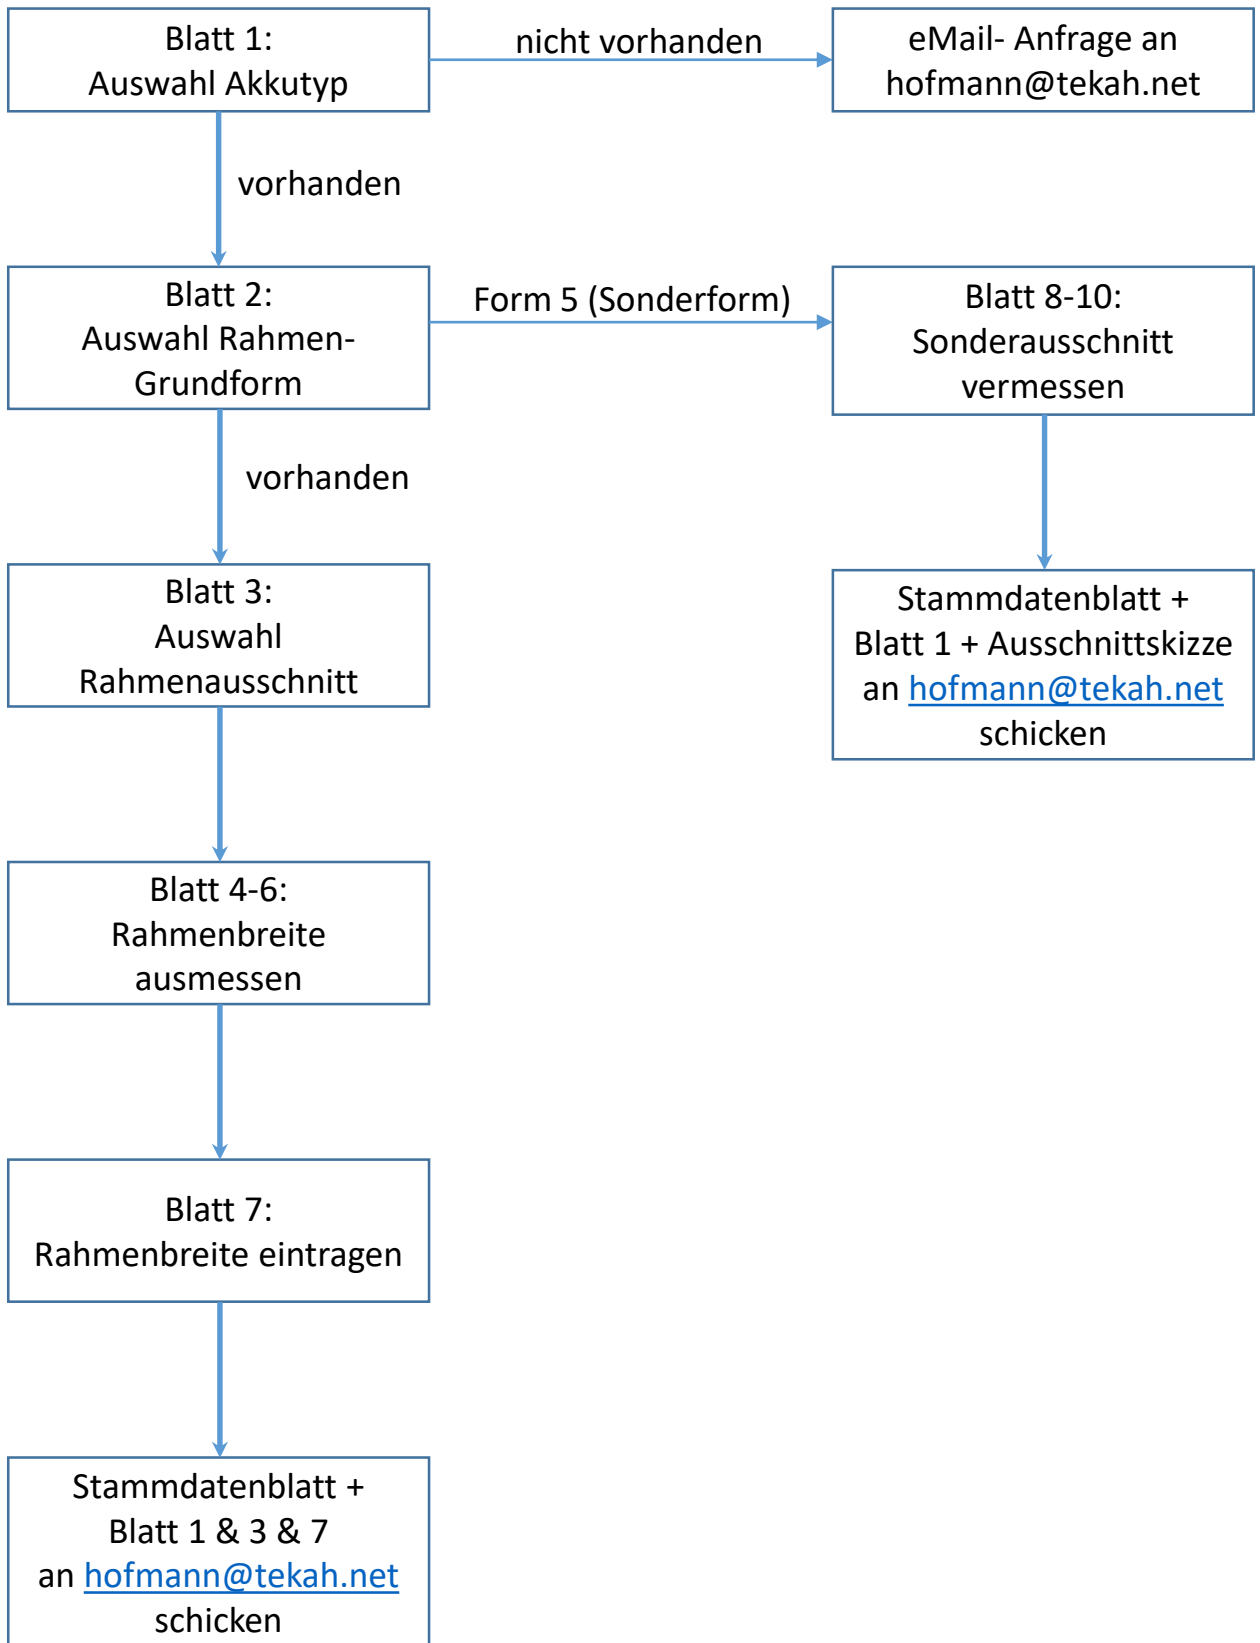 Blatt 1:
Auswahl Akkutyp
nicht vorhanden
eMail- Anfrage an
hofmann@tekah.net
vorhanden
Blatt 2:
Auswahl Rahmen-
Grundform
Form 5 (Sonderform)
Blatt 8-10:
Sonderausschnitt
vermessen
vorhanden
Blatt 3:
Auswahl
Rahmenausschnitt
Stammdatenblatt +
Blatt 1 + Ausschnittskizze
an hofmann@tekah.net
schicken
Blatt 4-6:
Rahmenbreite
ausmessen
Blatt 7:
Rahmenbreite eintragen
Stammdatenblatt +
Blatt 1 & 3 & 7
an hofmann@tekah.net
schicken